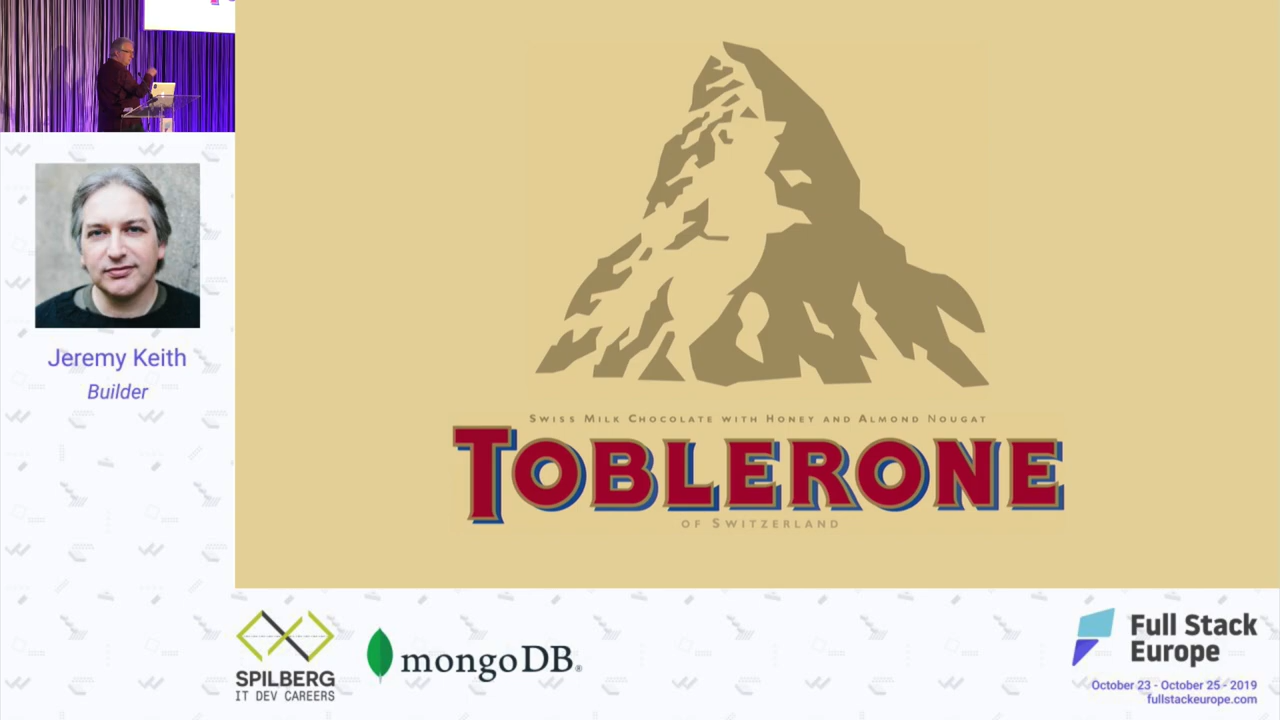 Jeremy Keith
Builder
SWISS MILK CHOCOLATE WITH HONEY AND ALMOND NOUGAT
TOBLERONE
OF SWITZERLAND
SPILBERG
IT DEV CAREERS
mongoDB®
Full Stack
Europe
October 23 - October 25 - 2019
fullstackeurope.com